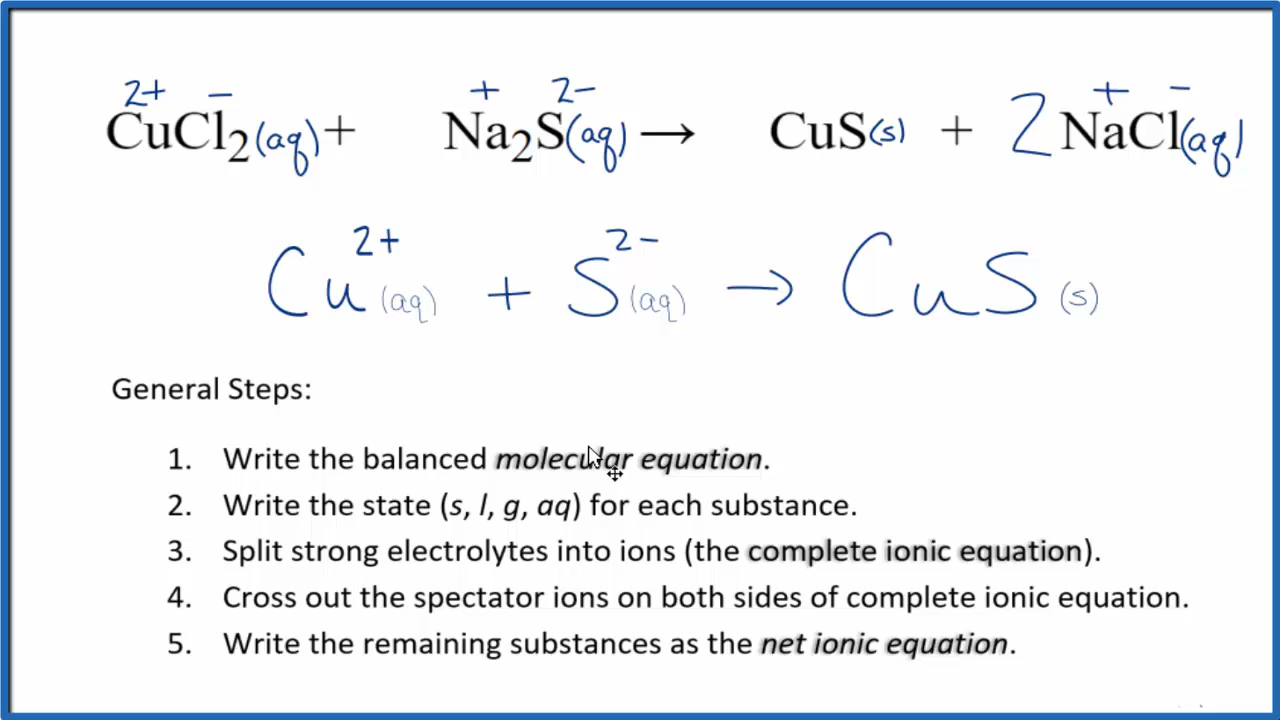 2+ − + 2− + −
CuCl₂(aq) + Na₂S(aq) → CuS(s) + 2NaCl(aq)
Cu²⁺(aq) + S²⁻(aq) → CuS(s)
General Steps:
1. Write the balanced molecular equation.
2. Write the state (s, l, g, aq) for each substance.
3. Split strong electrolytes into ions (the complete ionic equation).
4. Cross out the spectator ions on both sides of complete ionic equation.
5. Write the remaining substances as the net ionic equation.